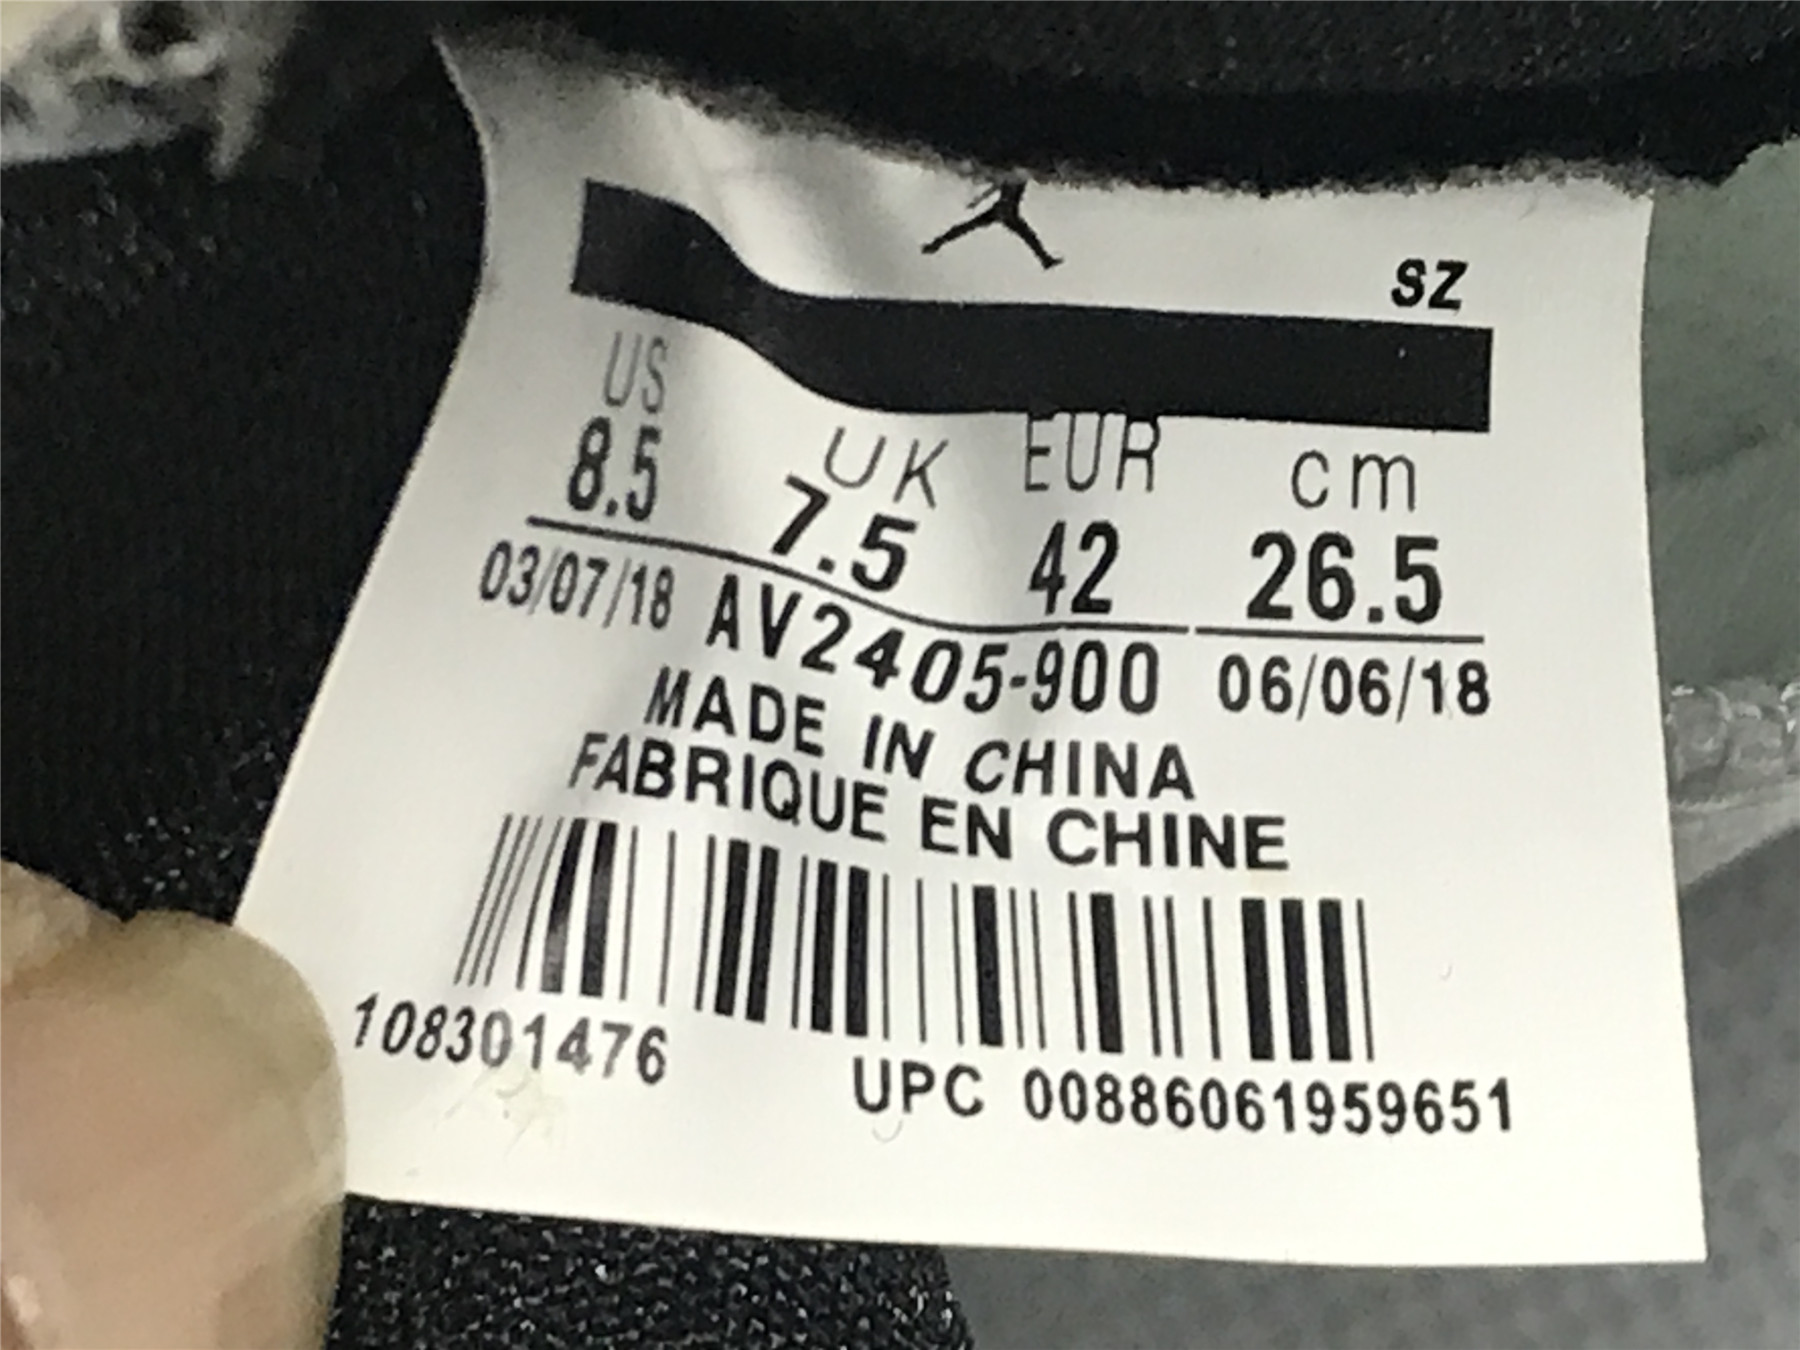 SZ
US UK EUR cm
8.5 7.5 42 26.5
03/07/18 AV2405-900 06/06/18
MADE IN CHINA
FABRIQUE EN CHINE
108301476
UPC 00886061959651